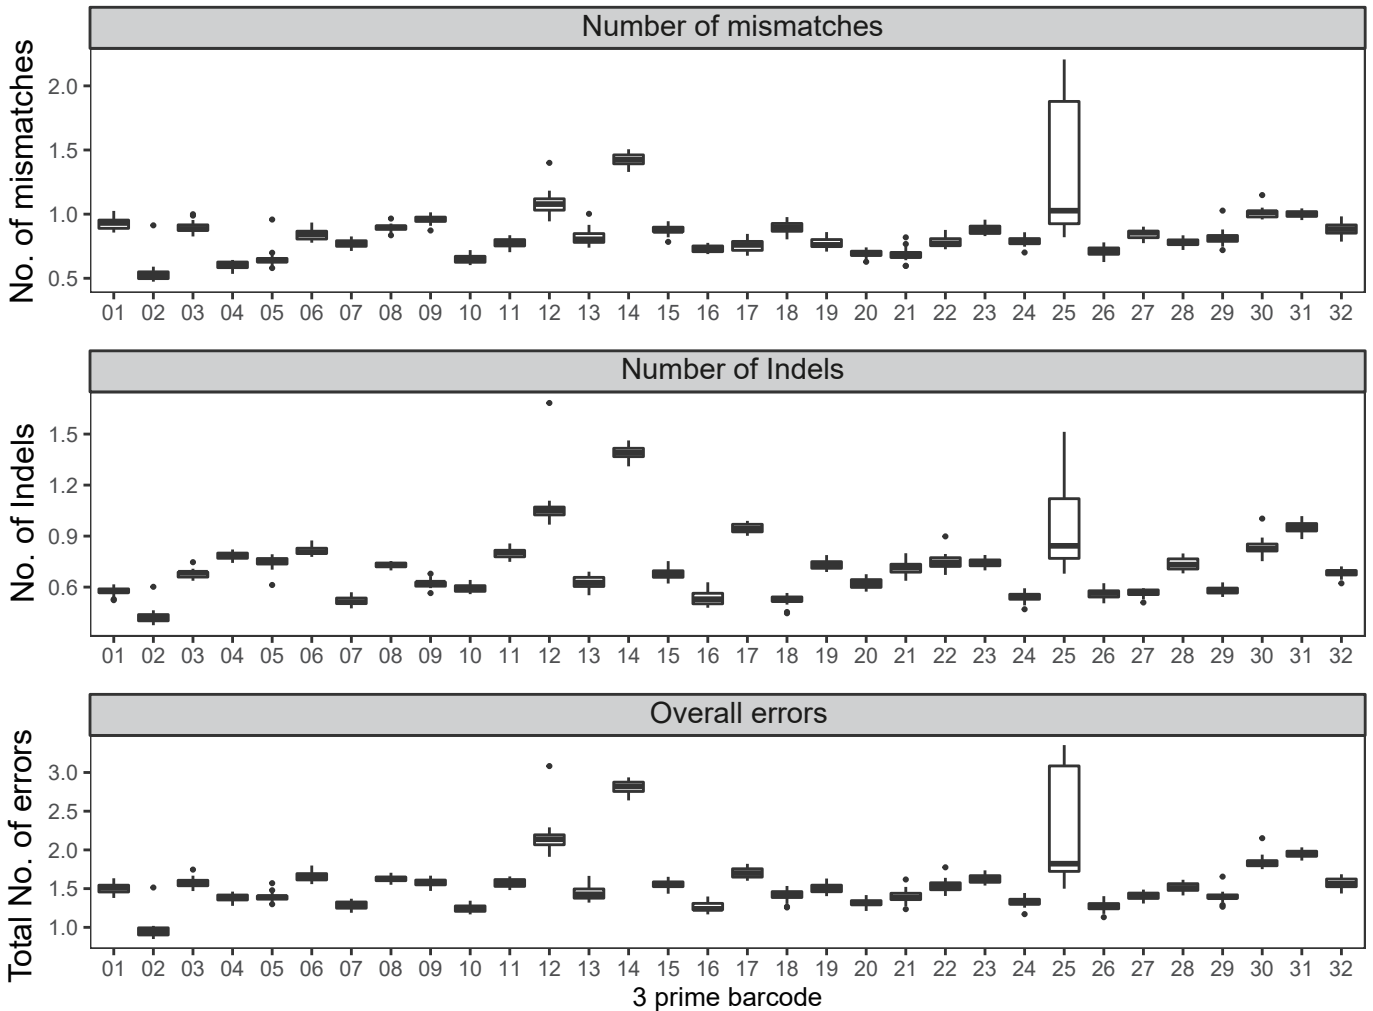 Number of mismatches
No. of mismatches
2.0
1.5
1.0
0.5
01 02 03 04 05 06 07 08 09 10 11 12 13 14 15 16 17 18 19 20 21 22 23 24 25 26 27 28 29 30 31 32
Number of Indels
No. of Indels
1.5
1.2
0.9
0.6
01 02 03 04 05 06 07 08 09 10 11 12 13 14 15 16 17 18 19 20 21 22 23 24 25 26 27 28 29 30 31 32
Overall errors
Total No. of errors
3.0
2.5
2.0
1.5
1.0
01 02 03 04 05 06 07 08 09 10 11 12 13 14 15 16 17 18 19 20 21 22 23 24 25 26 27 28 29 30 31 32
3 prime barcode